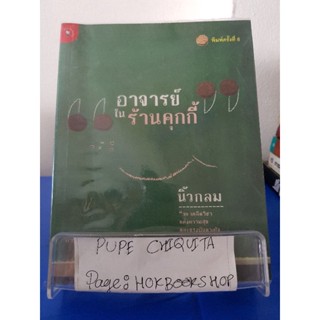 พิมพ์ครั้งที่ 8
อาจารย์
ใน
ร้านคุกกี้
นิ้วกลม
PUPE CHIQUITA
Page: HOKBOOKSHOP